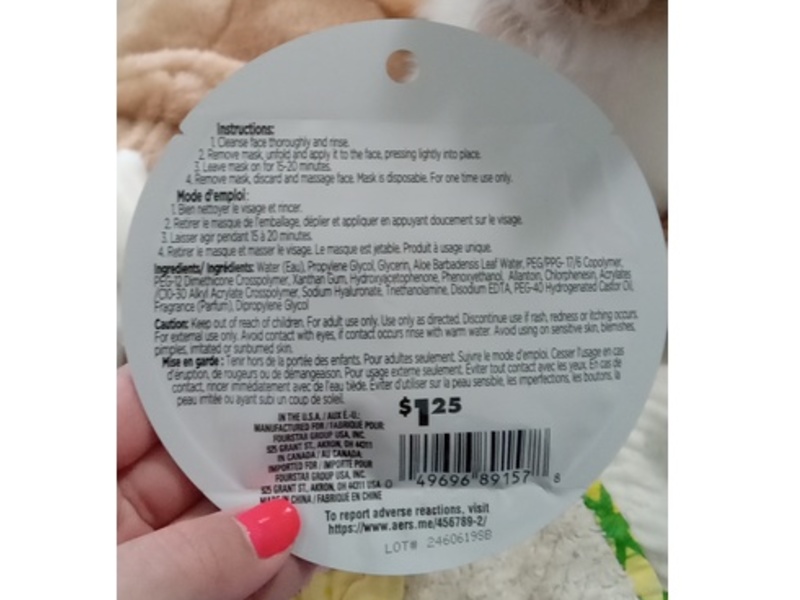 Instructions:
1. Cleanse face thoroughly and rinse.
2. Remove mask, unfold and apply it to the face, pressing lightly into place.
3. Leave mask on for 15-20 minutes.
4. Remove mask, discard and massage face. Mask is disposable. For one time use only.
Mode d'emploi:
1. Bien nettoyer le visage et rincer.
2. Retirer le masque de l'emballage, déplier et appliquer en appuyant doucement sur le visage.
3. Laisser agir pendant 15 à 20 minutes.
4. Retirer le masque et masser le visage. Le masque est jetable. Produit à usage unique.
Ingredients/ Ingrédients: Water (Eau), Propylene Glycol, Glycerin, Aloe Barbadensis Leaf Water, PEG/PPG- 17/6 Copolymer,
PEG-12 Dimethicone Crosspolymer, Xanthan Gum, Hydroxyacetophenone, Phenoxyethanol, Allantoin, Chlorphenesin, Acrylates
/C10-30 Alkyl Acrylate Crosspolymer, Sodium Hyaluronate, Triethanolamine, Disodium EDTA, PEG-40 Hydrogenated Castor Oil,
Fragrance (Parfum), Dipropylene Glycol
Caution: Keep out of reach of children. For adult use only. Use only as directed. Discontinue use if rash, redness or itching occurs.
For external use only. Avoid contact with eyes, if contact occurs rinse with warm water. Avoid using on sensitive skin, blemishes,
pimples, irritated or sunburned skin.
Mise en garde : Tenir hors de la portée des enfants. Pour adultes seulement. Suivre le mode d'emploi. Cesser l'usage en cas
d'éruption, de rougeurs ou de démangeaison. Pour usage externe seulement. Éviter tout contact avec les yeux. En cas de
contact, rincer immédiatement avec de l'eau tiède. Éviter d'utiliser sur la peau sensible, les imperfections, les boutons, la
peau irritée ou ayant subi un coup de soleil.
$1.25
IN THE U.S.A. / AUX É.-U.:
MANUFACTURED FOR / FABRIQUÉ POUR:
FOURSTAR GROUP USA, INC.
925 GRANT ST., AKRON, OH 44311
IN CANADA / AU CANADA:
IMPORTED FOR / IMPORTÉ POUR
FOURSTAR GROUP USA, INC.
925 GRANT ST., AKRON, OH 44311 USA
MADE IN CHINA / FABRIQUÉ EN CHINE
0 49696 89157 8
To report adverse reactions, visit
https://www.aers.me/456789-2/
LOT# 2460619SB